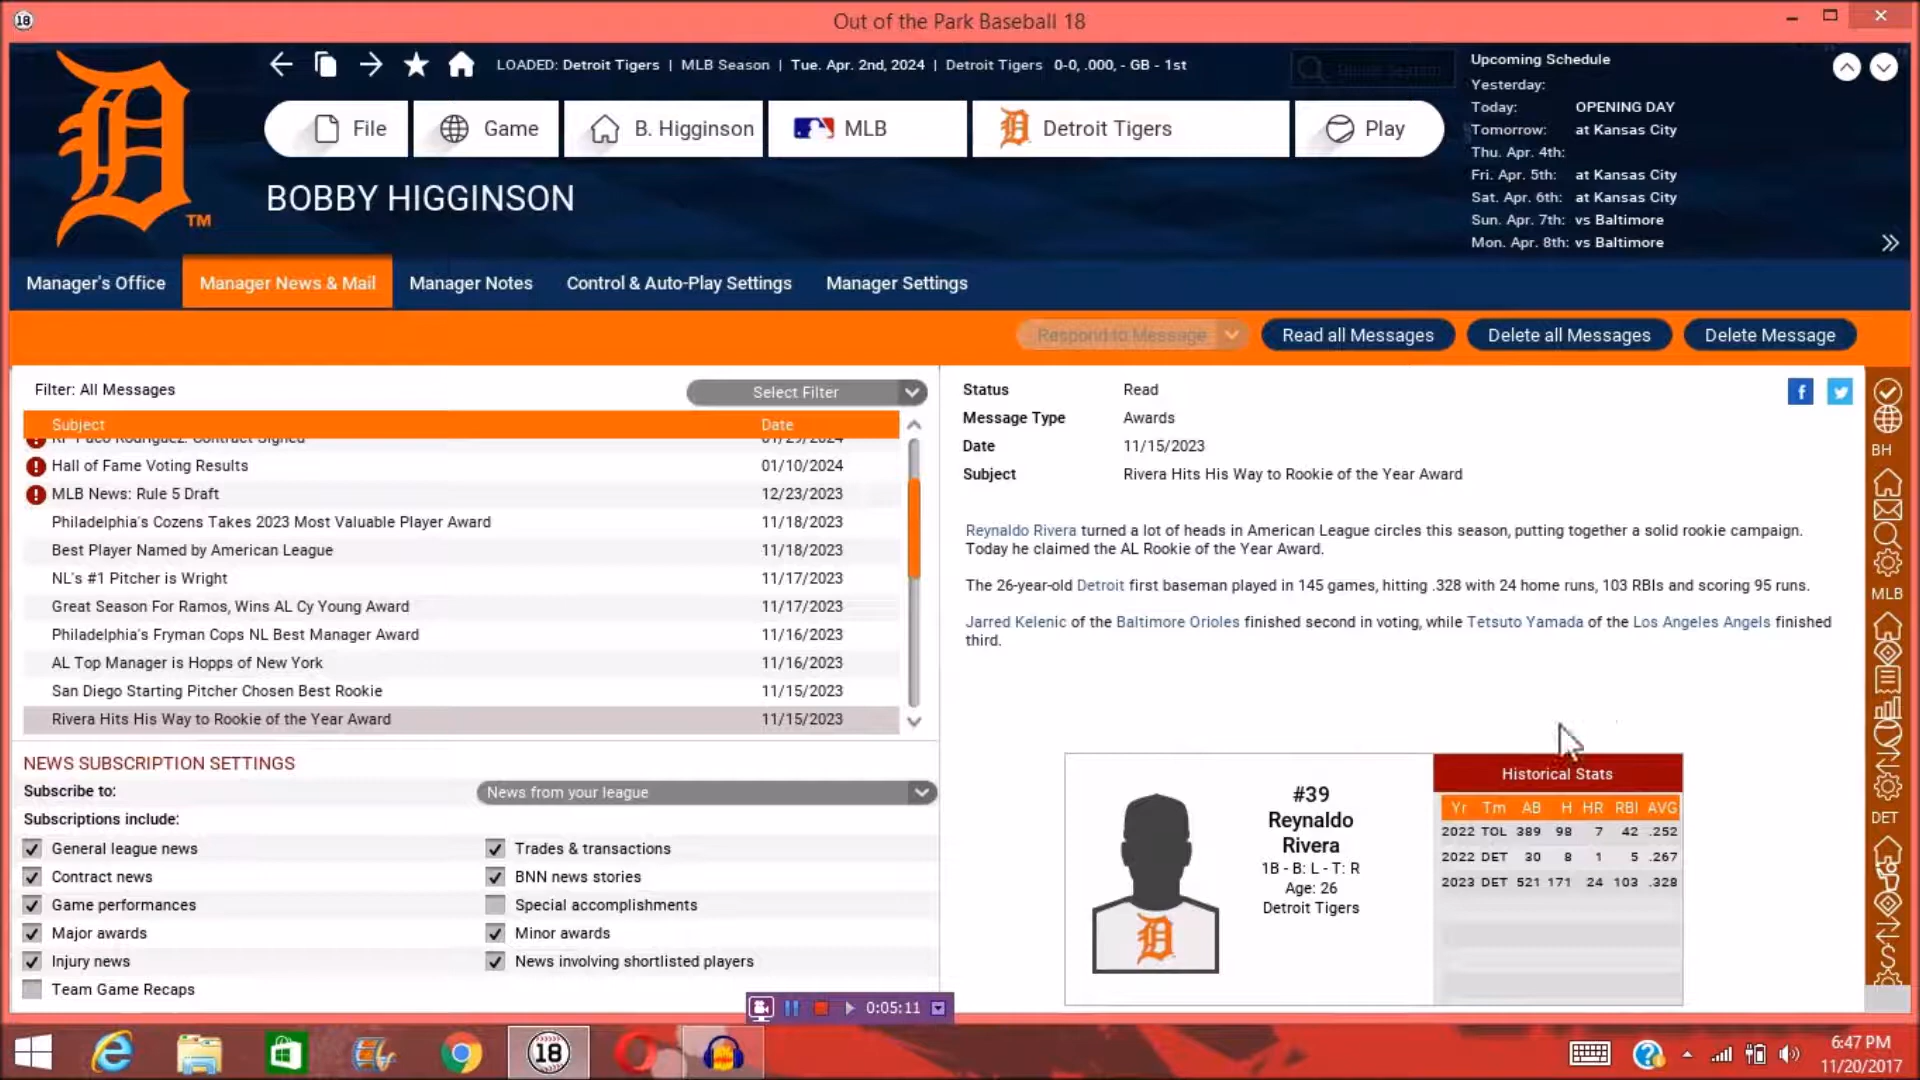 18
Out of the Park Baseball 18
LOADED: Detroit Tigers | MLB Season | Tue. Apr. 2nd, 2024 | Detroit Tigers 0-0, .000, - GB - 1st
File
Game
B. Higginson
MLB
Detroit Tigers
Play
BOBBY HIGGINSON
TM
Upcoming Schedule
Yesterday:
Today: OPENING DAY
Tomorrow: at Kansas City
Thu. Apr. 4th:
Fri. Apr. 5th: at Kansas City
Sat. Apr. 6th: at Kansas City
Sun. Apr. 7th: vs Baltimore
Mon. Apr. 8th: vs Baltimore
Manager's Office
Manager News & Mail
Manager Notes
Control & Auto-Play Settings
Manager Settings
Respond to Message
Read all Messages
Delete all Messages
Delete Message
Filter: All Messages
Select Filter
Subject Date
RP Paco Rodriguez: Contract Signed 01/29/2024
Hall of Fame Voting Results 01/10/2024
MLB News: Rule 5 Draft 12/23/2023
Philadelphia's Cozens Takes 2023 Most Valuable Player Award 11/18/2023
Best Player Named by American League 11/18/2023
NL's #1 Pitcher is Wright 11/17/2023
Great Season For Ramos, Wins AL Cy Young Award 11/17/2023
Philadelphia's Fryman Cops NL Best Manager Award 11/16/2023
AL Top Manager is Hopps of New York 11/16/2023
San Diego Starting Pitcher Chosen Best Rookie 11/15/2023
Rivera Hits His Way to Rookie of the Year Award 11/15/2023
NEWS SUBSCRIPTION SETTINGS
Subscribe to: News from your league
Subscriptions include:
General league news Trades & transactions
Contract news BNN news stories
Game performances Special accomplishments
Major awards Minor awards
Injury news News involving shortlisted players
Team Game Recaps
Status Read
Message Type Awards
Date 11/15/2023
Subject Rivera Hits His Way to Rookie of the Year Award
Reynaldo Rivera turned a lot of heads in American League circles this season, putting together a solid rookie campaign.
Today he claimed the AL Rookie of the Year Award.
The 26-year-old Detroit first baseman played in 145 games, hitting .328 with 24 home runs, 103 RBIs and scoring 95 runs.
Jarred Kelenic of the Baltimore Orioles finished second in voting, while Tetsuto Yamada of the Los Angeles Angels finished
third.
#39
Reynaldo
Rivera
1B - B: L - T: R
Age: 26
Detroit Tigers
Historical Stats
Yr Tm AB H HR RBI AVG
2022 TOL 389 98 7 42 .252
2022 DET 30 8 1 5 .267
2023 DET 521 171 24 103 .328
BH
MLB
DET
0:05:11
18
6:47 PM
11/20/2017